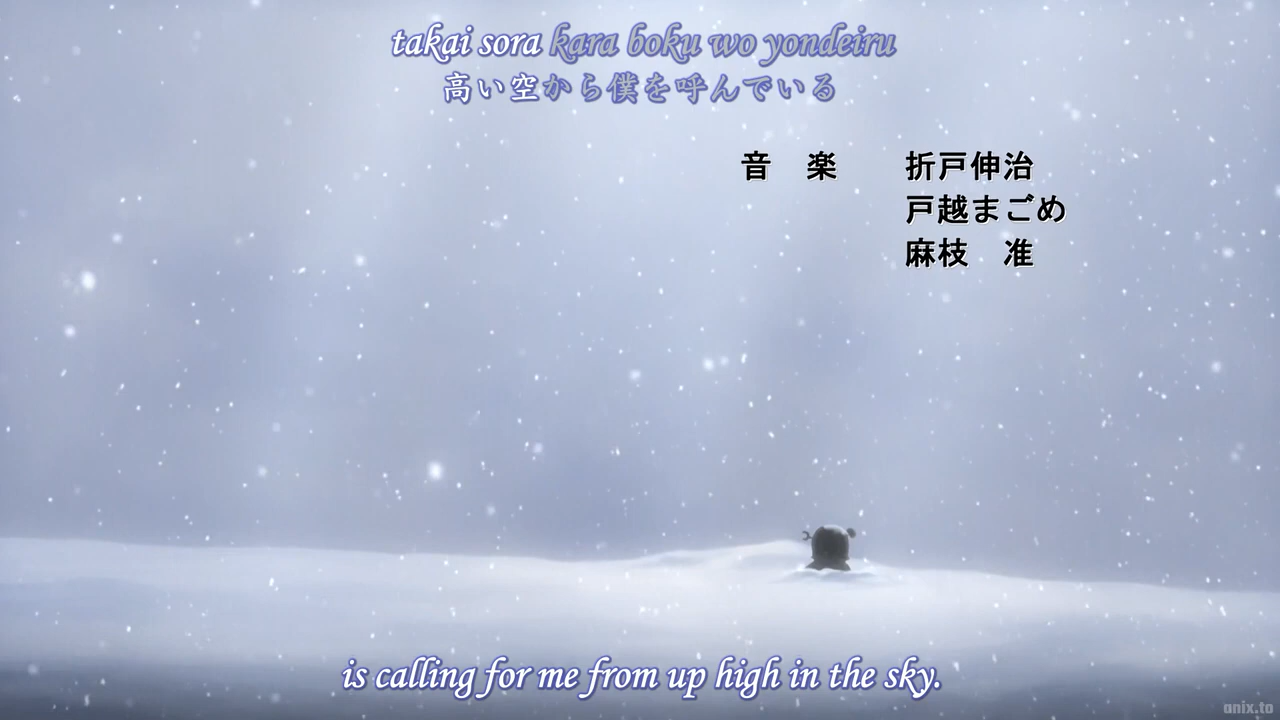 takai sora kara boku wo yondeiru
高い空から僕を呼んでいる
音　楽　　折戸伸治
戸越まごめ
麻枝　准
is calling for me from up high in the sky.
anix.to